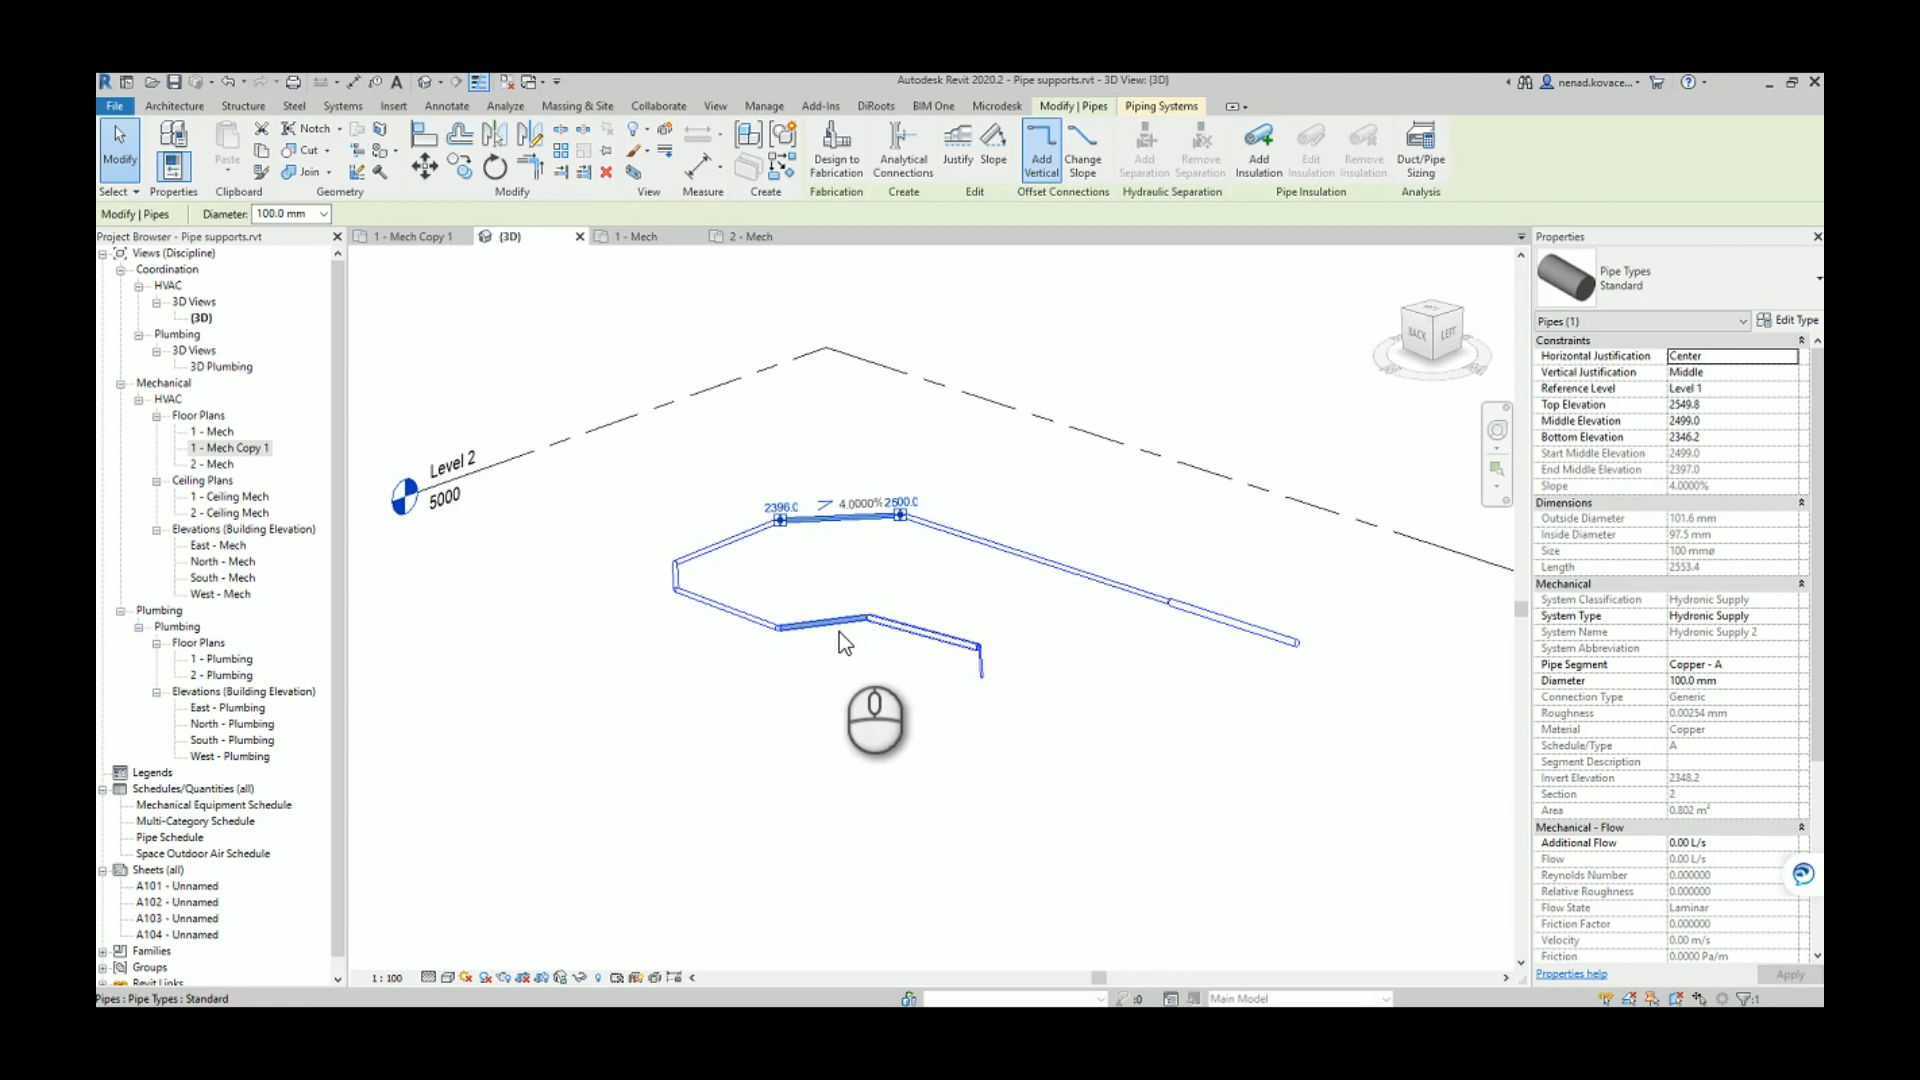 Autodesk Revit 2020.2 - Pipe supports.rvt - 3D View: {3D}
nenad.kovace...
File Architecture Structure Steel Systems Insert Annotate Analyze Massing & Site Collaborate View Manage Add-Ins DiRoots BIM One Microdesk Modify | Pipes Piping Systems
Modify
Paste
Notch
Cut
Join
Design to Fabrication
Analytical Connections
Justify
Slope
Add Vertical
Change Slope
Add Separation
Remove Separation
Add Insulation
Edit Insulation
Remove Insulation
Duct/Pipe Sizing
Select Properties Clipboard Geometry Modify View Measure Create Fabrication Create Edit Offset Connections Hydraulic Separation Pipe Insulation Analysis
Modify | Pipes Diameter: 100.0 mm
Project Browser - Pipe supports.rvt
1 - Mech Copy 1 {3D} 1 - Mech 2 - Mech
Views (Discipline)
Coordination
HVAC
3D Views
{3D}
Plumbing
3D Views
3D Plumbing
Mechanical
HVAC
Floor Plans
1 - Mech
1 - Mech Copy 1
2 - Mech
Ceiling Plans
1 - Ceiling Mech
2 - Ceiling Mech
Elevations (Building Elevation)
East - Mech
North - Mech
South - Mech
West - Mech
Plumbing
Plumbing
Floor Plans
1 - Plumbing
2 - Plumbing
Elevations (Building Elevation)
East - Plumbing
North - Plumbing
South - Plumbing
West - Plumbing
Legends
Schedules/Quantities (all)
Mechanical Equipment Schedule
Multi-Category Schedule
Pipe Schedule
Space Outdoor Air Schedule
Sheets (all)
A101 - Unnamed
A102 - Unnamed
A103 - Unnamed
A104 - Unnamed
Families
Groups
Revit Links
Level 2
5000
2396.0 4.0000% 2500.0
BACK LEFT
Properties
Pipe Types
Standard
Pipes (1) Edit Type
Constraints
Horizontal Justification Center
Vertical Justification Middle
Reference Level Level 1
Top Elevation 2549.8
Middle Elevation 2499.0
Bottom Elevation 2346.2
Start Middle Elevation 2499.0
End Middle Elevation 2397.0
Slope 4.0000%
Dimensions
Outside Diameter 101.6 mm
Inside Diameter 97.5 mm
Size 100 mmø
Length 2553.4
Mechanical
System Classification Hydronic Supply
System Type Hydronic Supply
System Name Hydronic Supply 2
System Abbreviation
Pipe Segment Copper - A
Diameter 100.0 mm
Connection Type Generic
Roughness 0.00254 mm
Material Copper
Schedule/Type A
Segment Description
Invert Elevation 2348.2
Section 2
Area 0.802 m²
Mechanical - Flow
Additional Flow 0.00 L/s
Flow 0.00 L/s
Reynolds Number 0.000000
Relative Roughness 0.000000
Flow State Laminar
Friction Factor 0.000000
Velocity 0.00 m/s
Friction 0.0000 Pa/m
Properties help Apply
1 : 100
Pipes : Pipe Types : Standard
:0 Main Model :1